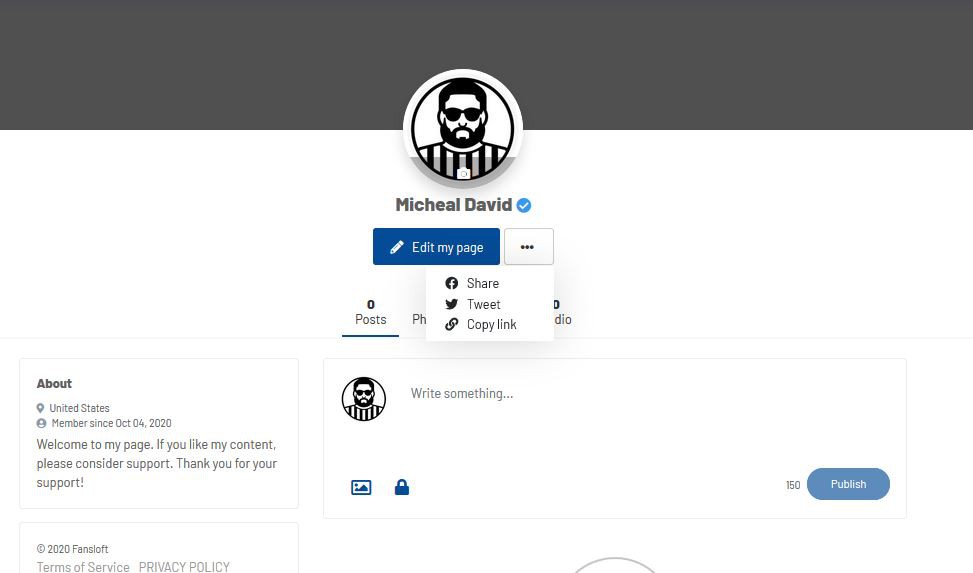 Micheal David
Edit my page
•••
Share
Tweet
Copy link
0
Posts
Ph
0
dio
About
United States
Member since Oct 04, 2020
Welcome to my page. If you like my content,
please consider support. Thank you for your
support!
© 2020 Fansloft
Terms of Service PRIVACY POLICY
Write something...
150
Publish